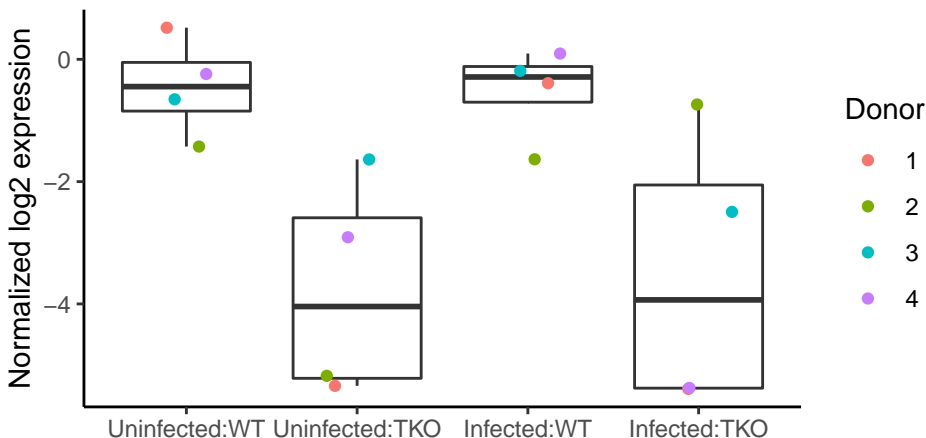 Normalized log2 expression
0
−2
−4
Uninfected:WT Uninfected:TKO Infected:WT Infected:TKO
Donor
1
2
3
4